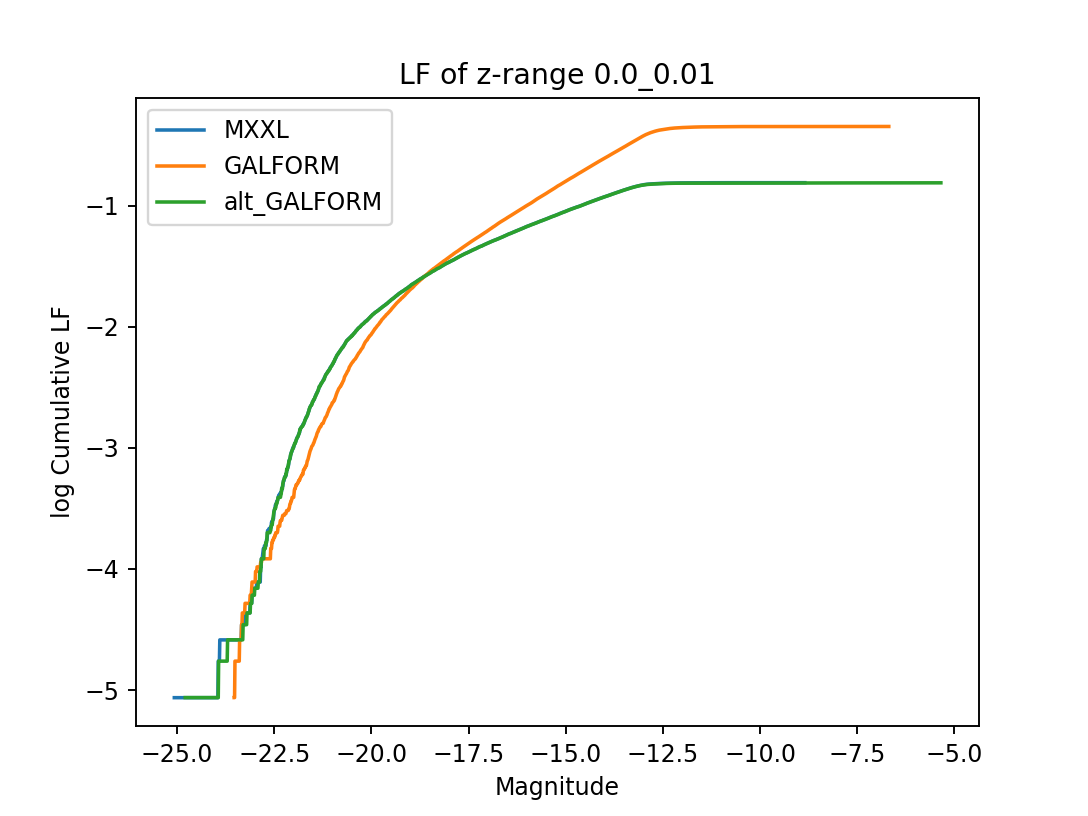 LF of z-range 0.0_0.01
MXXL
GALFORM
alt_GALFORM
log Cumulative LF
−1
−2
−3
−4
−5
−25.0 −22.5 −20.0 −17.5 −15.0 −12.5 −10.0 −7.5 −5.0
Magnitude